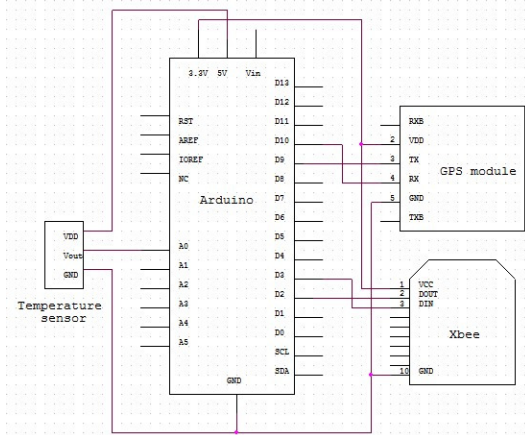 3.3V 5V Vin
D13
D12
RST
D11
AREF
D10
IOREF
D9
NC
D8
Arduino
D7
D6
D5
A0
D4
A1
D3
A2
D2
A3
D1
A4
D0
A5
SCL
SDA
GND
VDD
Vout
GND
Temperature
sensor
RXB
2 VDD
3 TX
4 RX
5 GND
TXB
GPS module
1 VCC
2 DOUT
3 DIN
Xbee
10 GND